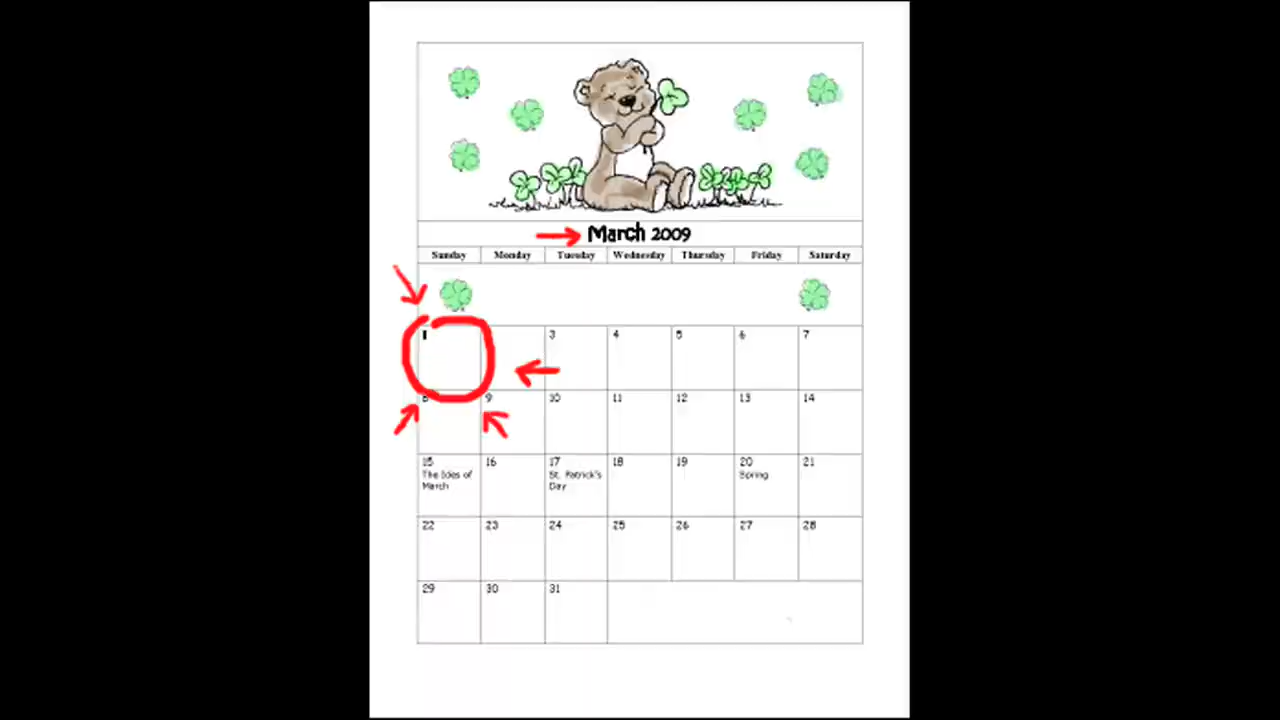 March 2009
Sunday Monday Tuesday Wednesday Thursday Friday Saturday
1 3 4 5 6 7
8 9 10 11 12 13 14
15 16 17 18 19 20 21
The Ides of St. Patrick's Spring
March Day
22 23 24 25 26 27 28
29 30 31